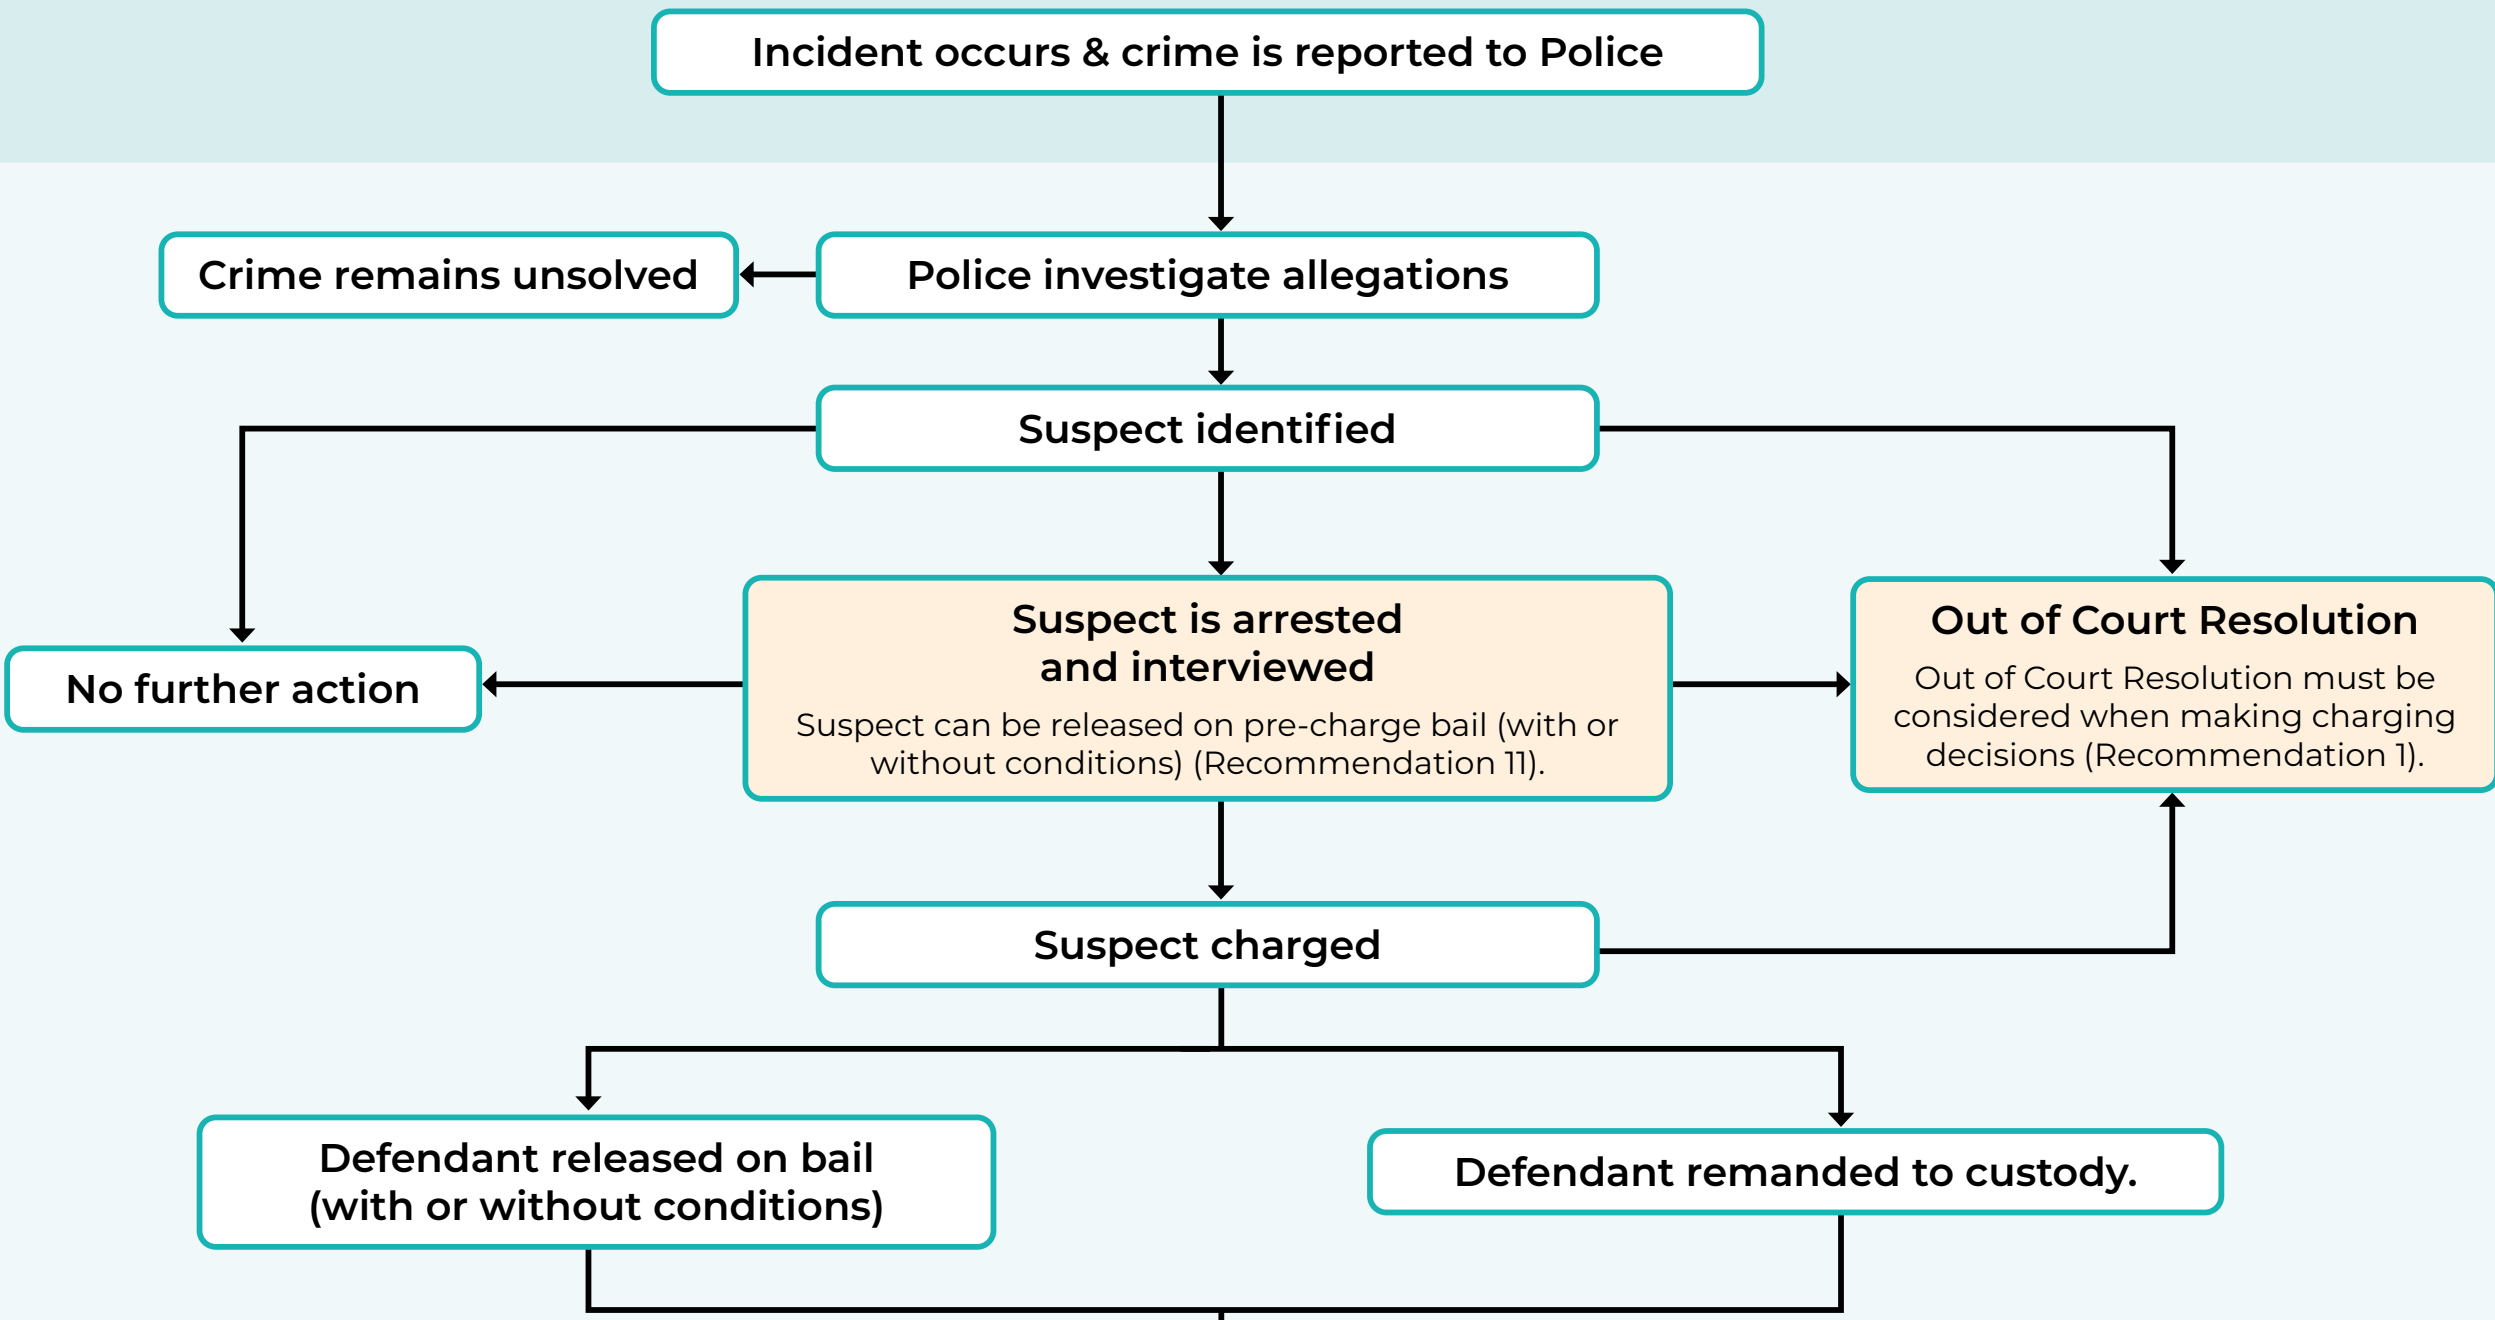 Incident occurs & crime is reported to Police
Crime remains unsolved
Police investigate allegations
Suspect identified
No further action
Suspect is arrested
and interviewed
Suspect can be released on pre-charge bail (with or
without conditions) (Recommendation 11).
Out of Court Resolution
Out of Court Resolution must be
considered when making charging
decisions (Recommendation 1).
Suspect charged
Defendant released on bail
(with or without conditions)
Defendant remanded to custody.